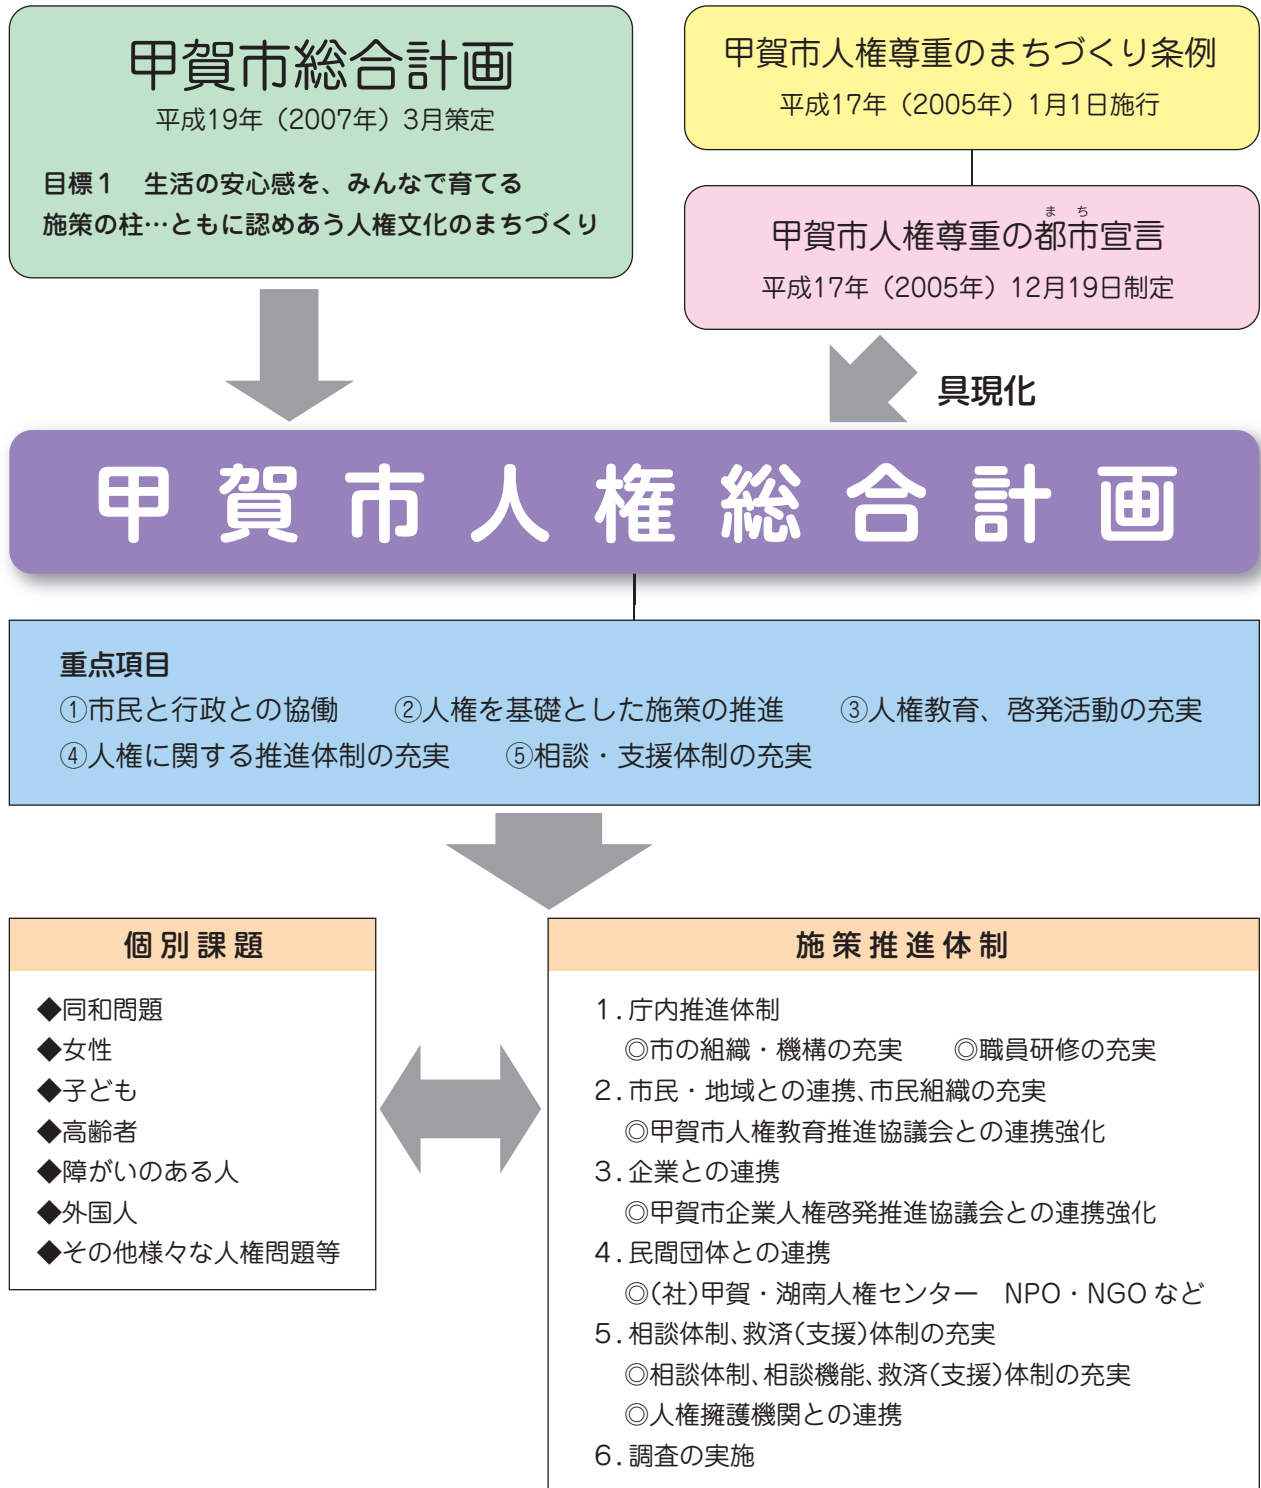 甲賀市総合計画
平成19年（2007年）3月策定
目標１　生活の安心感を、みんなで育てる
施策の柱…ともに認めあう人権文化のまちづくり
甲賀市人権尊重のまちづくり条例
平成17年（2005年）1月1日施行
まち
甲賀市人権尊重の都市宣言
平成17年（2005年）12月19日制定
具現化
甲賀市人権総合計画
重点項目
①市民と行政との協働　②人権を基礎とした施策の推進　③人権教育、啓発活動の充実
④人権に関する推進体制の充実　⑤相談・支援体制の充実
個別課題
◆同和問題
◆女性
◆子ども
◆高齢者
◆障がいのある人
◆外国人
◆その他様々な人権問題等
施策推進体制
１．庁内推進体制
◎市の組織・機構の充実　◎職員研修の充実
２．市民・地域との連携、市民組織の充実
◎甲賀市人権教育推進協議会との連携強化
３．企業との連携
◎甲賀市企業人権啓発推進協議会との連携強化
４．民間団体との連携
◎(社)甲賀・湖南人権センター　NPO・NGO など
５．相談体制、救済(支援)体制の充実
◎相談体制、相談機能、救済(支援)体制の充実
◎人権擁護機関との連携
６．調査の実施